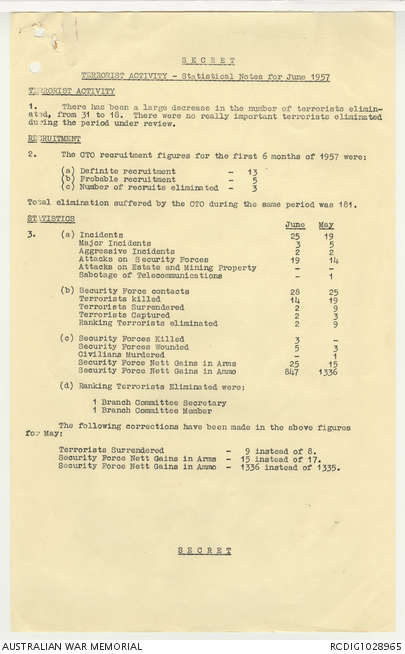 S E C R E T
TERRORIST ACTIVITY - Statistical Notes for June 1957
TERRORIST ACTIVITY
1. There has been a large decrease in the number of terrorists elimin-
ated, from 31 to 18. There were no really important terrorists eliminated
during the period under review.
RECRUITMENT
2. The CTO recruitment figures for the first 6 months of 1957 were:
(a) Definite recruitment - 13
(b) Probable recruitment - 5
(c) Number of recruits eliminated - 3
Total elimination suffered by the CTO during the same period was 181.
STATISTICS
June May
3. (a) Incidents 25 19
Major Incidents 3 5
Aggressive Incidents 2 2
Attacks on Security Forces 19 14
Attacks on Estate and Mining Property - -
Sabotage of Telecommunications - 1
(b) Security Force contacts 28 25
Terrorists killed 14 19
Terrorists Surrendered 2 9
Terrorists Captured 2 3
Ranking Terrorists eliminated 2 9
(c) Security Forces Killed 3 -
Security Forces Wounded 5 3
Civilians Murdered - 1
Security Force Nett Gains in Arms 25 15
Security Force Nett Gains in Ammo 847 1336
(d) Ranking Terrorists Eliminated were:
1 Branch Committee Secretary
1 Branch Committee Member
The following corrections have been made in the above figures
for May:
Terrorists Surrendered - 9 instead of 8.
Security Force Nett Gains in Arms - 15 instead of 17.
Security Force Nett Gains in Ammo - 1336 instead of 1335.
S E C R E T
AUSTRALIAN WAR MEMORIAL RCDIG1028965